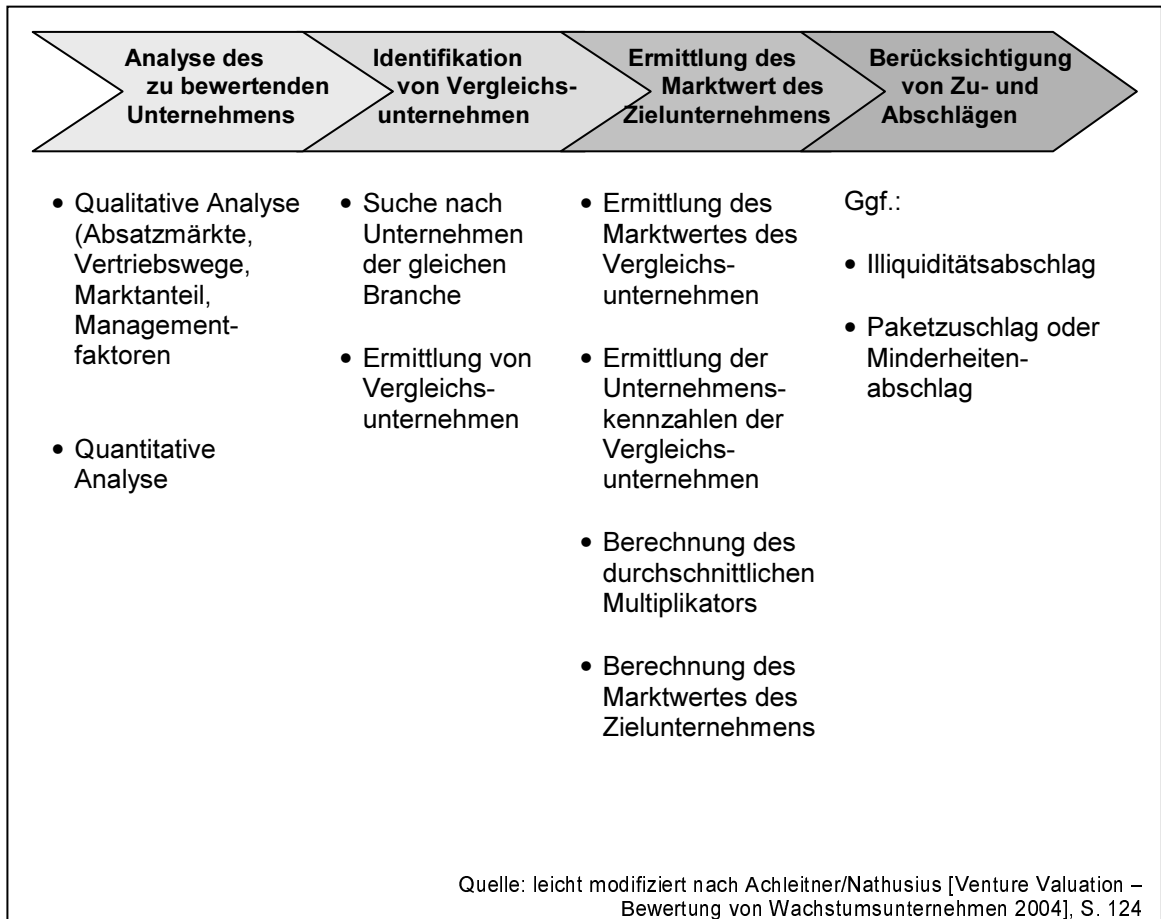 Analyse des
zu bewertenden
Unternehmens
Identifikation
von Vergleichs-
unternehmen
Ermittlung des
Marktwert des
Zielunternehmens
Berücksichtigung
von Zu- und
Abschlägen
• Qualitative Analyse
(Absatzmärkte,
Vertriebswege,
Marktanteil,
Management-
faktoren
• Quantitative
Analyse
• Suche nach
Unternehmen
der gleichen
Branche
• Ermittlung von
Vergleichs-
unternehmen
• Ermittlung des
Marktwertes des
Vergleichs-
unternehmen
• Ermittlung der
Unternehmens-
kennzahlen der
Vergleichs-
unternehmen
• Berechnung des
durchschnittlichen
Multiplikators
• Berechnung des
Marktwertes des
Zielunternehmens
Ggf.:
• Illiquiditätsabschlag
• Paketzuschlag oder
Minderheiten-
abschlag
Quelle: leicht modifiziert nach Achleitner/Nathusius [Venture Valuation –
Bewertung von Wachstumsunternehmen 2004], S. 124